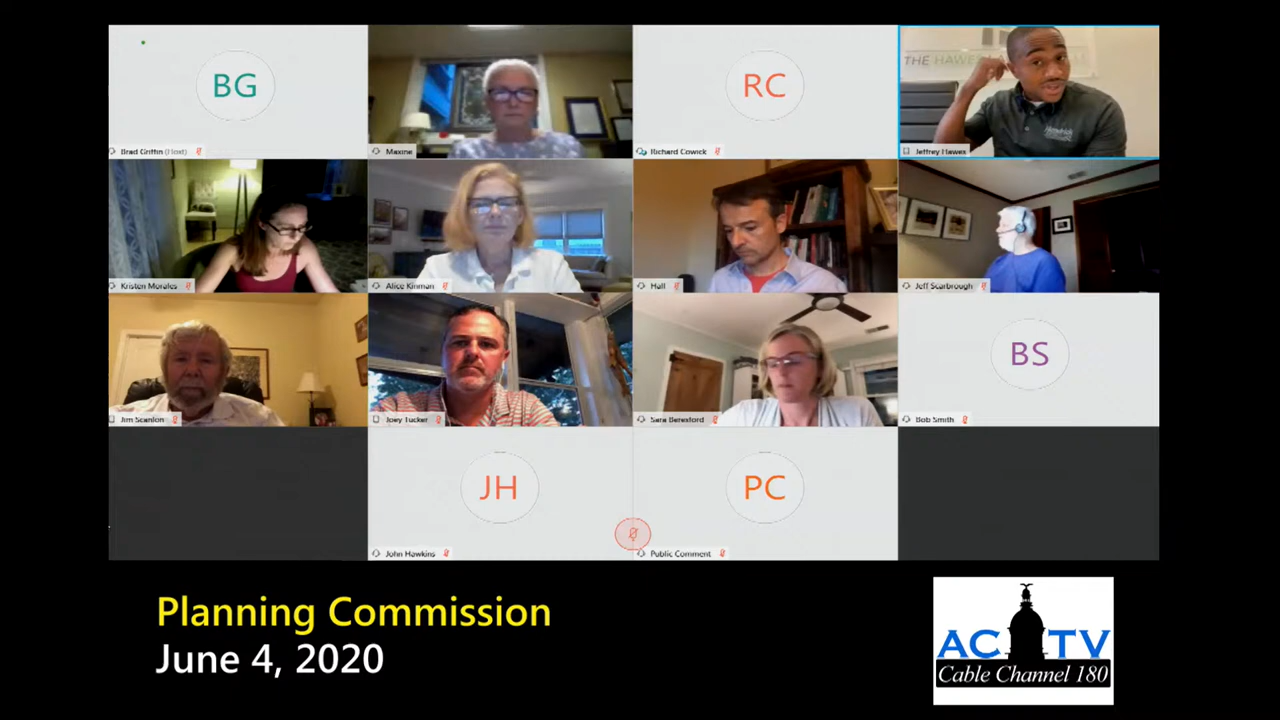 BG
RC
THE HAWE
Brad Griffin (Host)
Maxine
Richard Cowick
Jeffrey Hawes
Kristen Morales
Alice Kinman
Hall
Jeff Scarbrough
BS
Jim Scanlon
Joey Tucker
Sara Beresford
Bob Smith
JH
PC
John Hawkins
Public Comment
Planning Commission
June 4, 2020
AC TV
Cable Channel 180